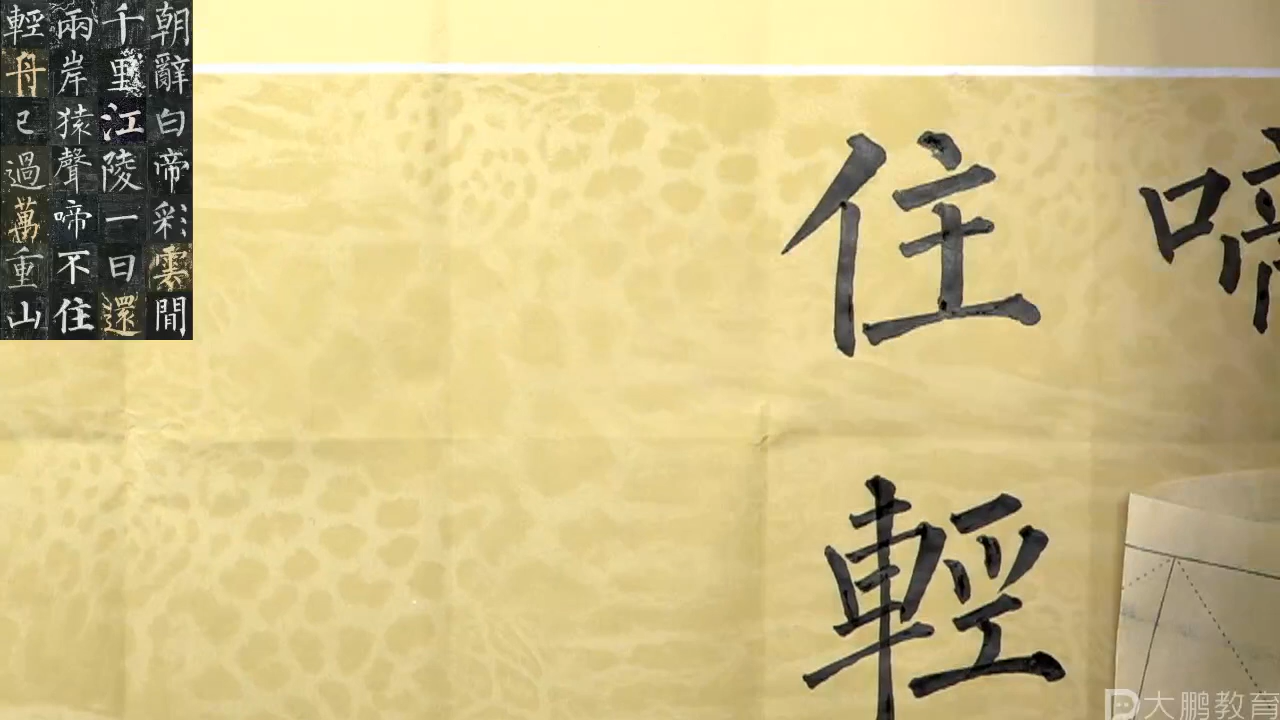 朝辭白帝彩雲間
千里江陵一日還
兩岸猿聲啼不住
輕舟已過萬重山
啼
住
輕
大鹏教育